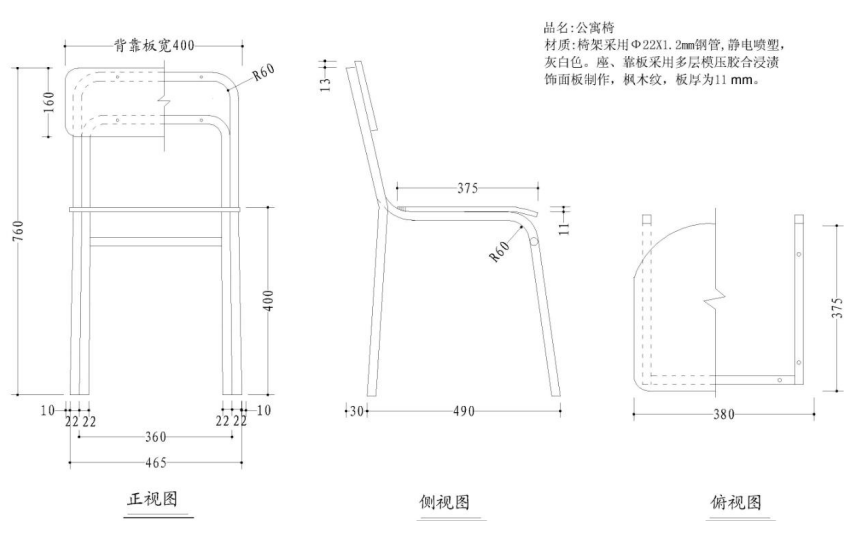 品名:公寓椅
材质:椅架采用Φ22X1.2mm钢管,静电喷塑，
灰白色。座、靠板采用多层模压胶合浸渍
饰面板制作，枫木纹，板厚为11 mm。
背靠板宽400
R60
160
760
400
10 22 22
22 22 10
360
465
正视图
13
375
11
R60
30 490
侧视图
375
380
俯视图